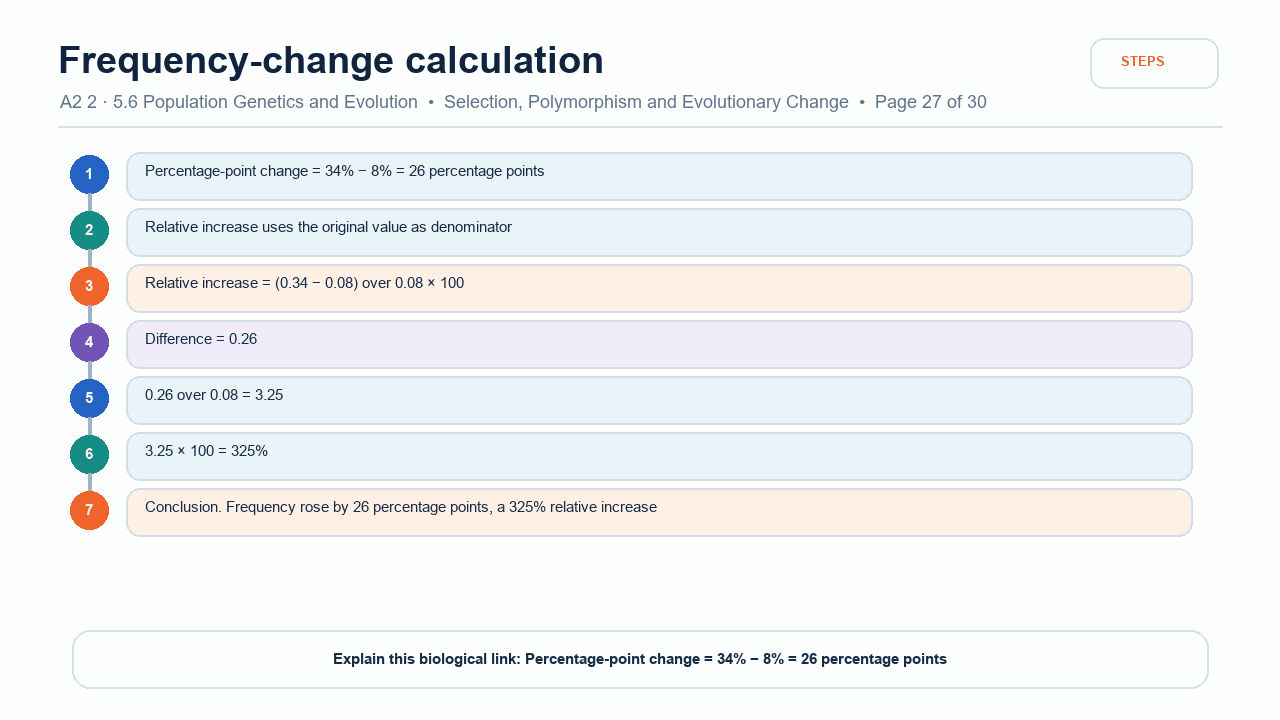 Frequency-change calculation
STEPS
A2 2 · 5.6 Population Genetics and Evolution • Selection, Polymorphism and Evolutionary Change • Page 27 of 30
1 Percentage-point change = 34% − 8% = 26 percentage points
2 Relative increase uses the original value as denominator
3 Relative increase = (0.34 − 0.08) over 0.08 × 100
4 Difference = 0.26
5 0.26 over 0.08 = 3.25
6 3.25 × 100 = 325%
7 Conclusion. Frequency rose by 26 percentage points, a 325% relative increase
Explain this biological link: Percentage-point change = 34% − 8% = 26 percentage points